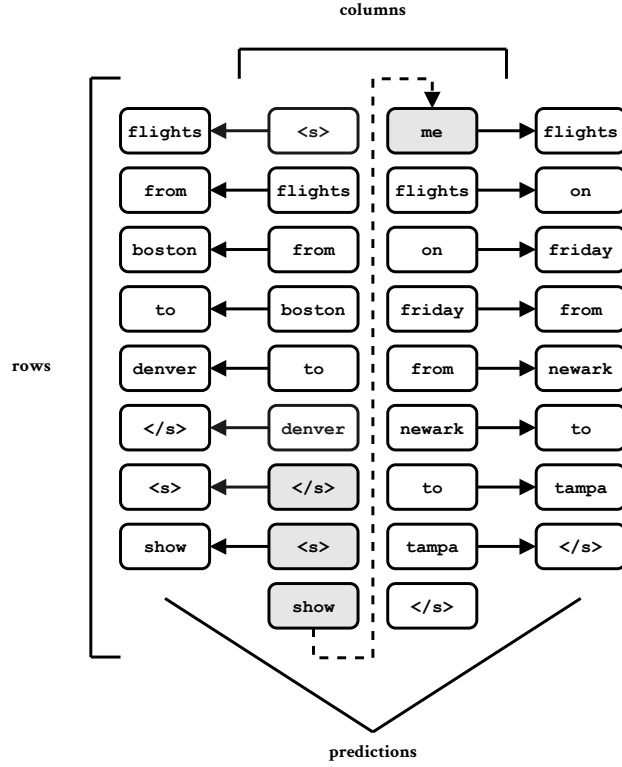 columns
flights <s> me flights
from flights flights on
boston from on friday
to boston friday from
rows
denver to from newark
</s> denver newark to
<s> </s> to tampa
show <s> tampa </s>
show </s>
predictions